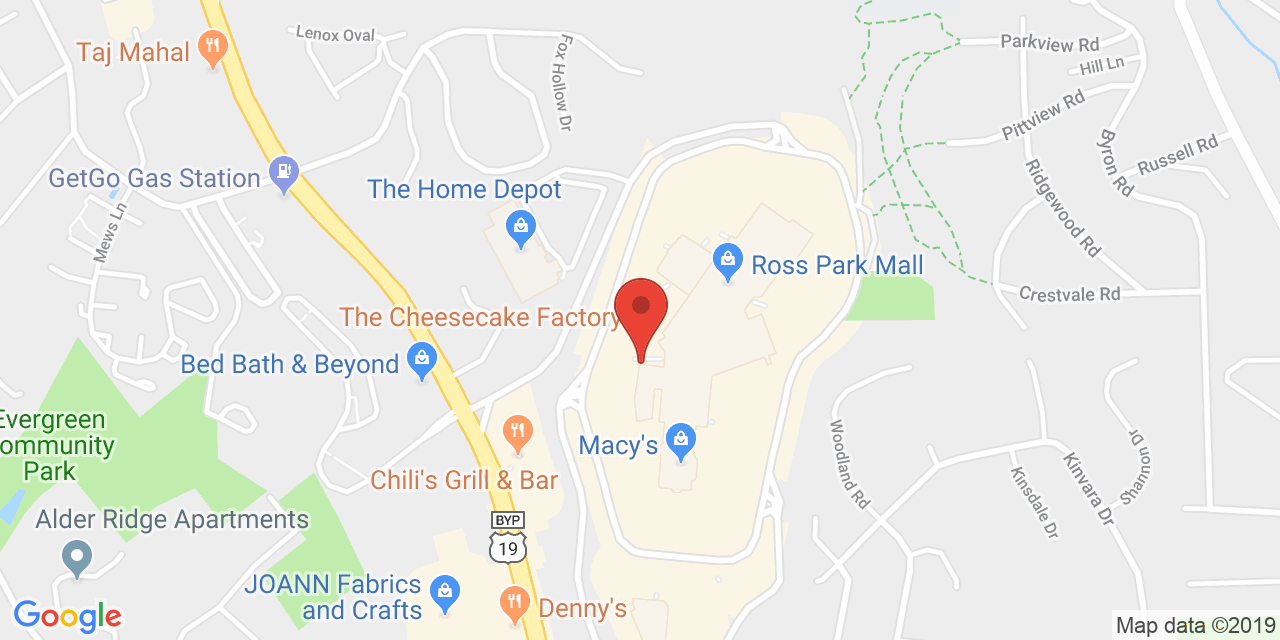 Lenox Oval
Fox Hollow Dr
Parkview Rd
Taj Mahal
Hill Ln
Pittview Rd
Byron Rd
Russell Rd
GetGo Gas Station
The Home Depot
Ridgewood Rd
Mews Ln
Ross Park Mall
Crestvale Rd
The Cheesecake Factory
Bed Bath & Beyond
Evergreen
ommunity
Park
Macy's
Woodland Rd
Shannon Dr
Kinvara Dr
Kinsdale Dr
Chili's Grill & Bar
Alder Ridge Apartments
BYP
19
JOANN Fabrics
and Crafts
Denny's
Google
Map data ©2019